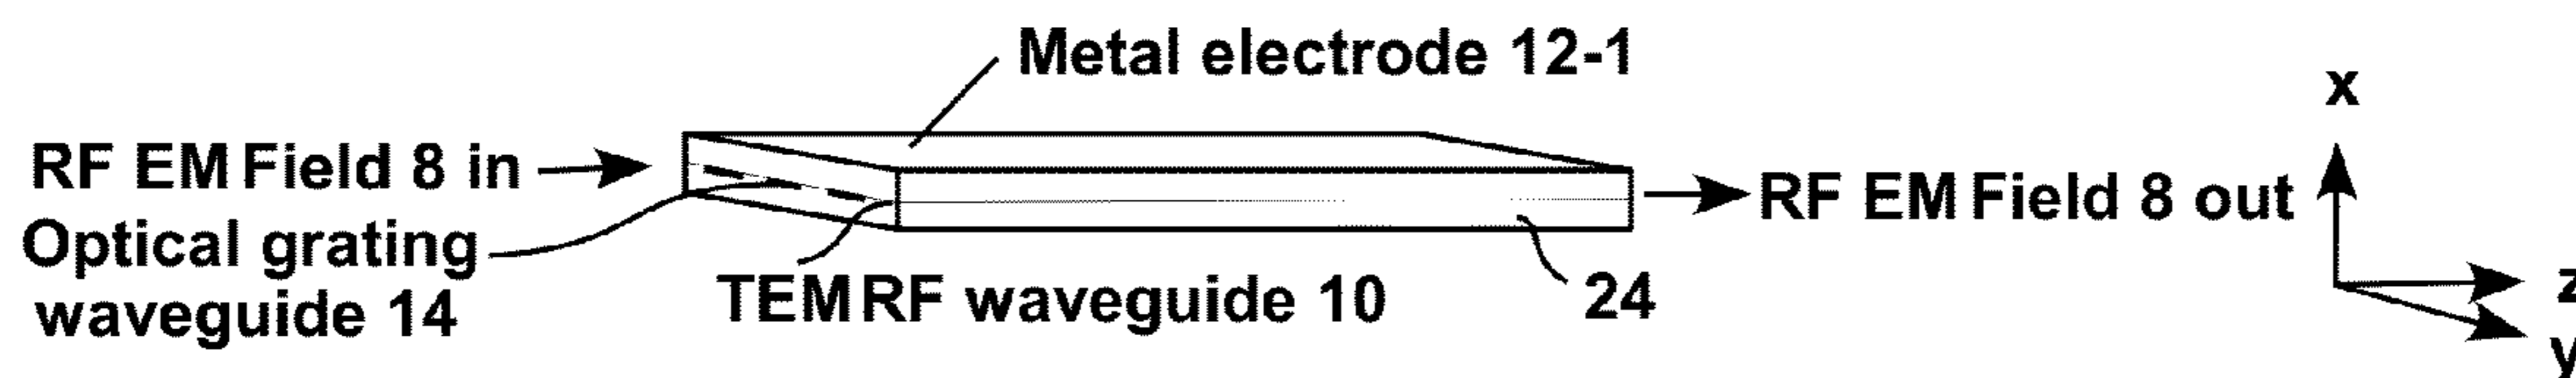 Metal electrode 12-1
x
RF EM Field 8 in
RF EM Field 8 out
Optical grating
waveguide 14
TEM RF waveguide 10
24
z
y